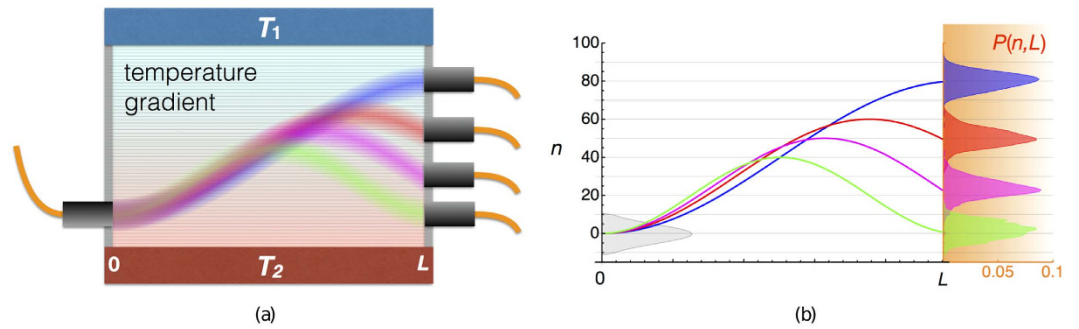 T₁
temperature
gradient
0
T₂
L
(a)
100
80
60
40
20
0
n
0
L
P(n,L)
0.05
0.1
(b)